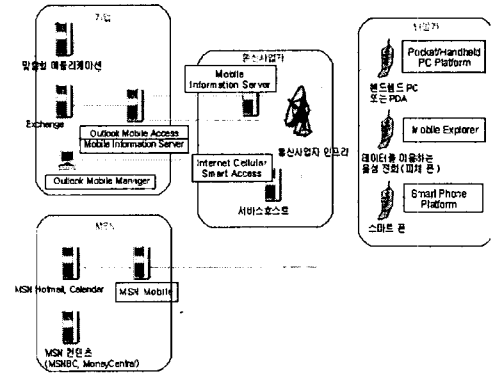 기업
맞춤형 애플리케이션
Exchange
Outlook Mobile Access
Mobile Information Server
Outlook Mobile Manager
통신사업자
Mobile
Information Server
통신사업자 인프라
Internet Cellular
Smart Access
서비스호스트
단말기
Pocket/Handheld
PC Platform
핸드헬드 PC
또는 PDA
Mobile Explorer
데이터를 이용하는
음성 전화(피처 폰)
Smart Phone
Platform
스마트 폰
MSN
MSN Hotmail, Calender
MSN Mobile
MSN 컨텐츠
(MSNBC, MoneyCentral)